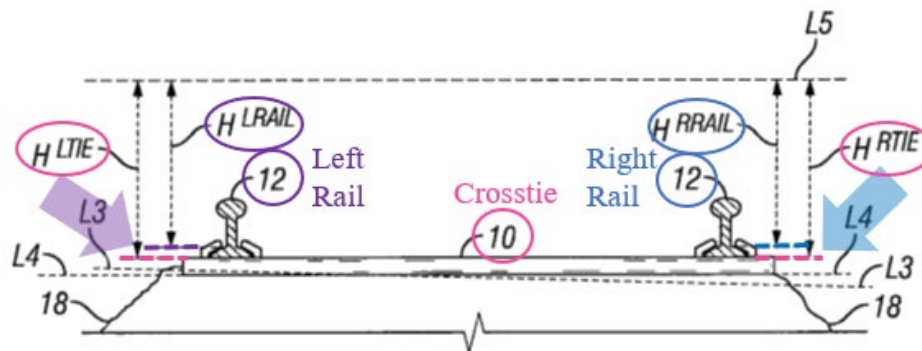 L5
H LTIE
H LRAIL
H RRAIL
H RTIE
12
Left
Rail
Right
Rail
12
Crosstie
10
L3
L4
L4
L3
18
18